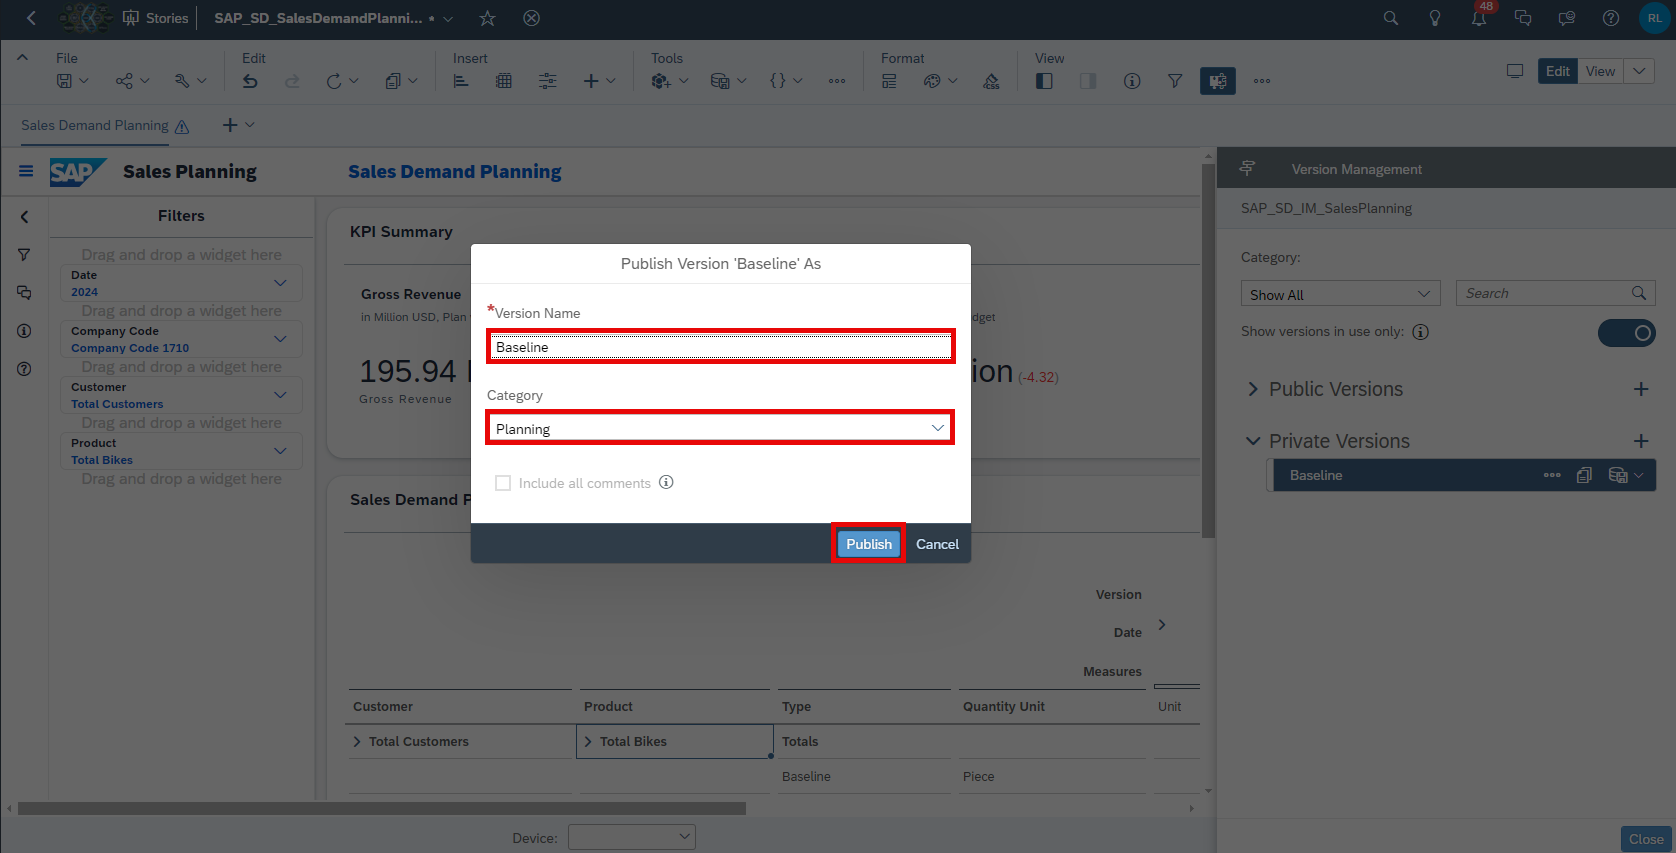 Stories
SAP_SD_SalesDemandPlanni... *
48
RL
File
Edit
Insert
Tools
Format
View
{}
CSS
Edit
View
Sales Demand Planning
SAP
Sales Planning
Sales Demand Planning
Filters
Drag and drop a widget here
Date
2024
Drag and drop a widget here
Company Code
Company Code 1710
Drag and drop a widget here
Customer
Total Customers
Drag and drop a widget here
Product
Total Bikes
Drag and drop a widget here
KPI Summary
Gross Revenue
in Million USD, Plan
dget
195.94
ion (-4.32)
Gross Revenue
Sales Demand P
Publish Version 'Baseline' As
*Version Name
Baseline
Category
Planning
Include all comments
Publish
Cancel
Version
Date
Measures
Customer
Product
Type
Quantity Unit
Unit
Total Customers
Total Bikes
Totals
Baseline
Piece
Device:
Version Management
SAP_SD_IM_SalesPlanning
Category:
Show All
Search
Show versions in use only:
Public Versions
Private Versions
Baseline
Close